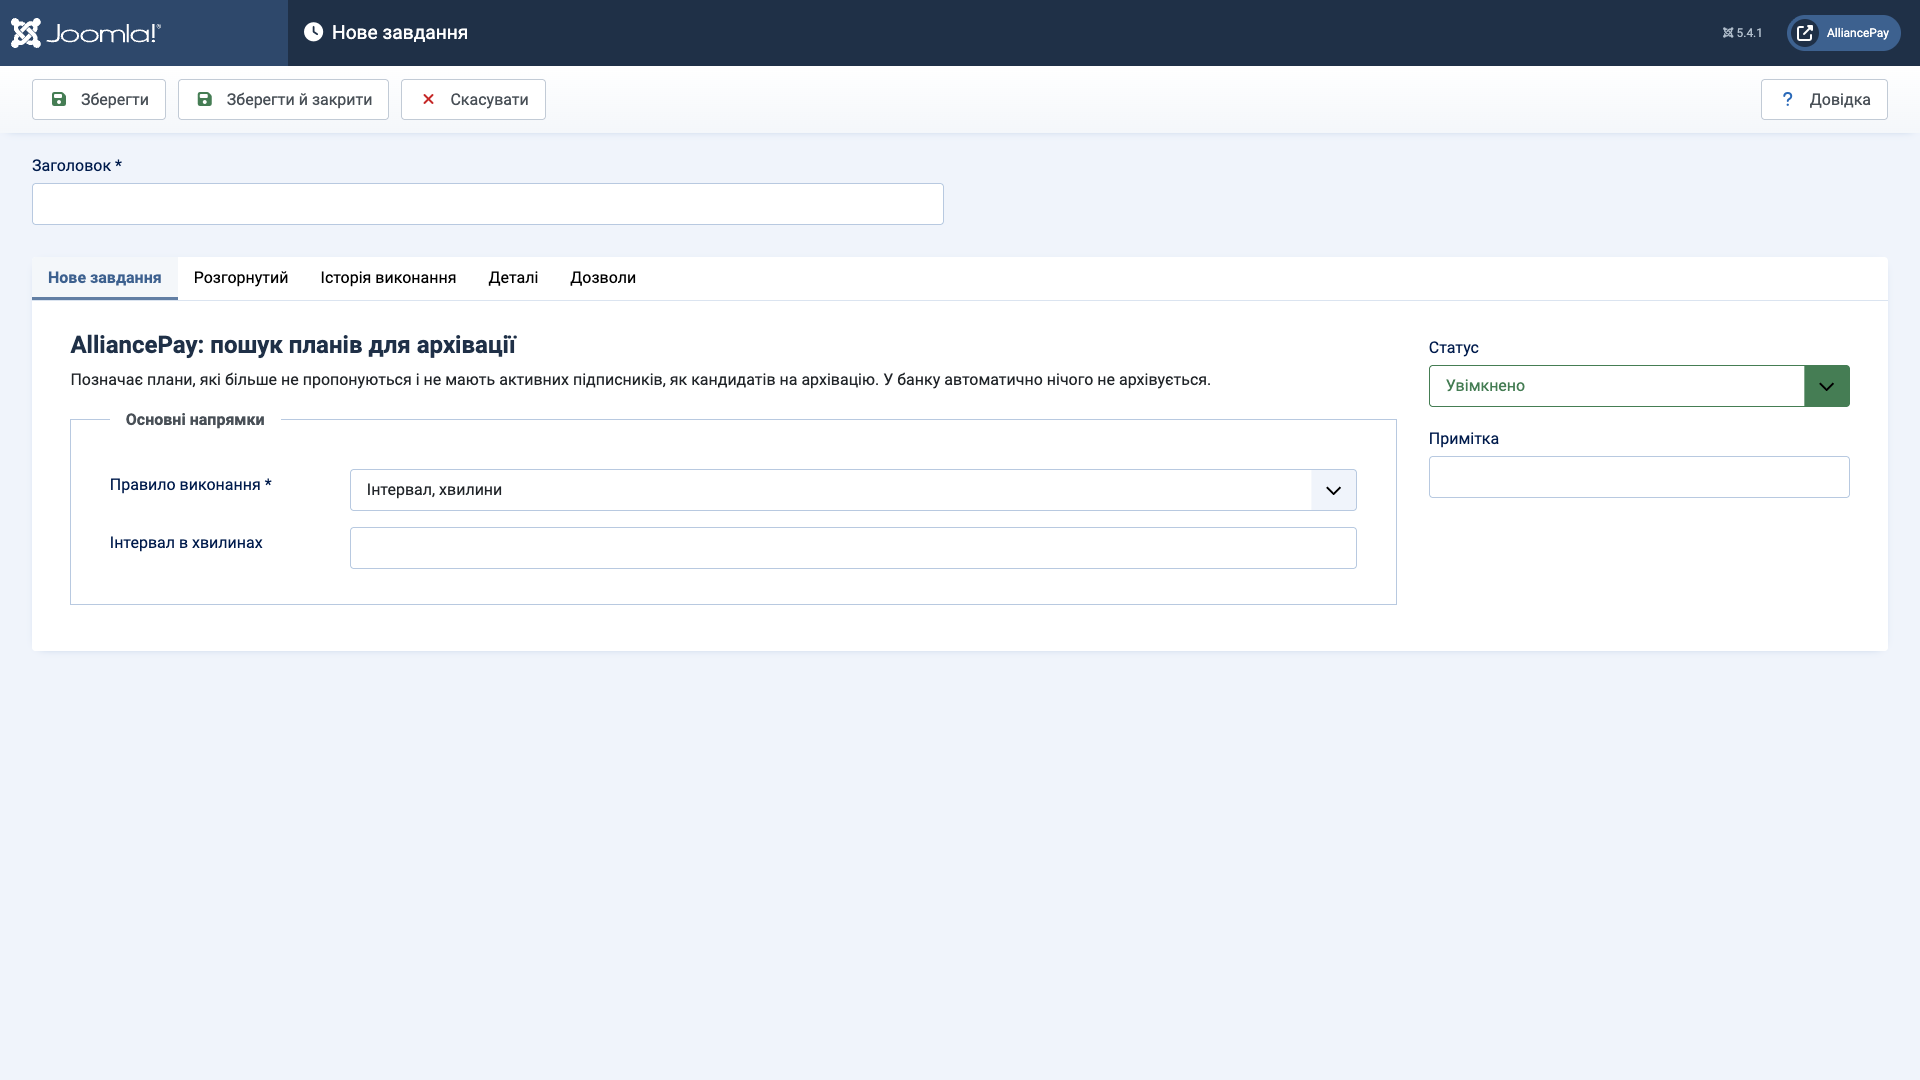 Joomla!®
Нове завдання
5.4.1
AlliancePay
Зберегти
Зберегти й закрити
Скасувати
? Довідка
Заголовок *
Нове завдання
Розгорнутий
Історія виконання
Деталі
Дозволи
AlliancePay: пошук планів для архівації
Позначає плани, які більше не пропонуються і не мають активних підписників, як кандидатів на архівацію. У банку автоматично нічого не архівується.
Основні напрямки
Правило виконання *
Інтервал, хвилини
Інтервал в хвилинах
Статус
Увімкнено
Примітка